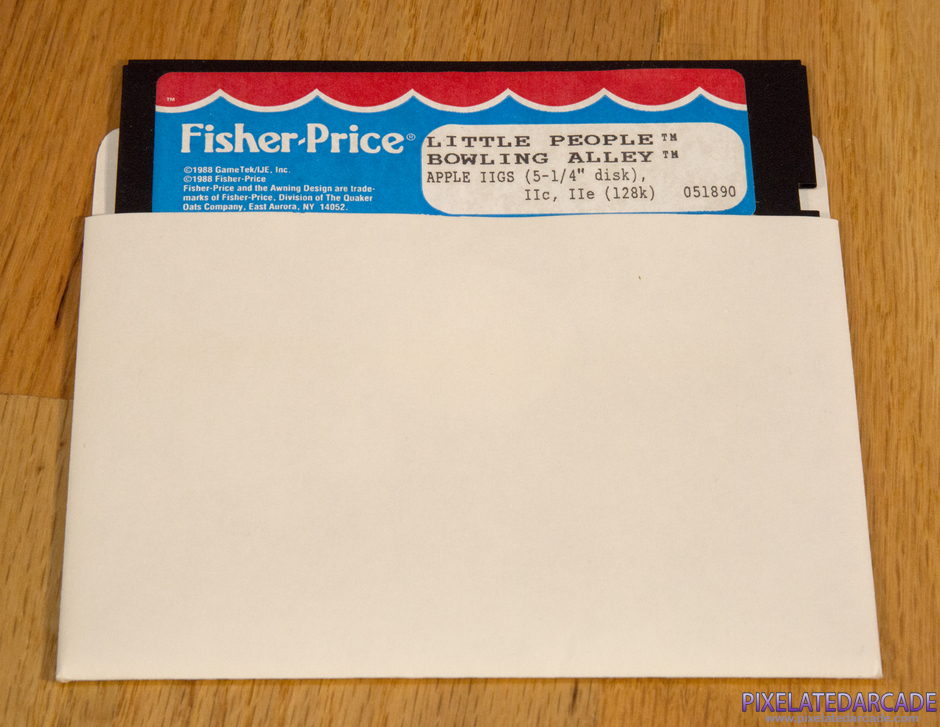 ™
Fisher-Price®
©1988 GameTek/IJE, Inc.
©1988 Fisher-Price
Fisher-Price and the Awning Design are trade-
marks of Fisher-Price, Division of The Quaker
Oats Company, East Aurora, NY 14052.
LITTLE PEOPLE™
BOWLING ALLEY™
APPLE IIGS (5-1/4" disk),
IIc, IIe (128k) 051890
PIXELATEDARCADE
www.pixelatedarcade.com